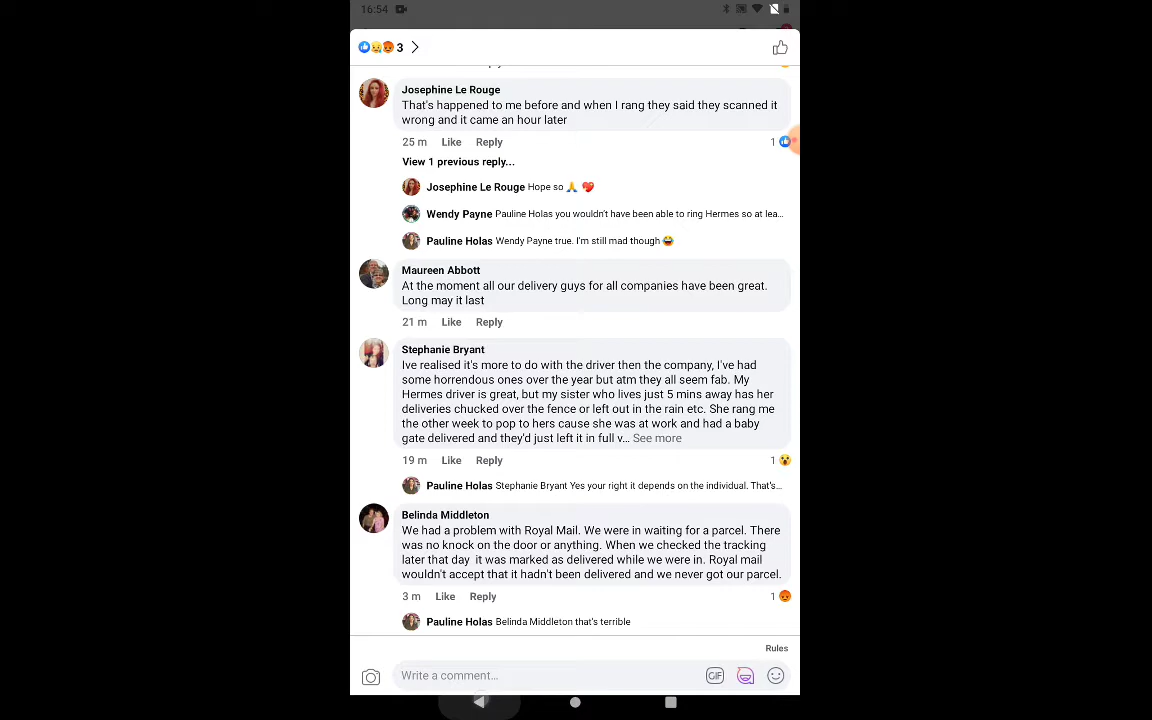 16:54
3
Josephine Le Rouge
That's happened to me before and when I rang they said they scanned it
wrong and it came an hour later
25 m Like Reply 1
View 1 previous reply...
Josephine Le Rouge Hope so 🙏 💖
Wendy Payne Pauline Holas you wouldn't have been able to ring Hermes so at lea...
Pauline Holas Wendy Payne true. I'm still mad though 😂
Maureen Abbott
At the moment all our delivery guys for all companies have been great.
Long may it last
21 m Like Reply
Stephanie Bryant
Ive realised it's more to do with the driver then the company, I've had
some horrendous ones over the year but atm they all seem fab. My
Hermes driver is great, but my sister who lives just 5 mins away has her
deliveries chucked over the fence or left out in the rain etc. She rang me
the other week to pop to hers cause she was at work and had a baby
gate delivered and they'd just left it in full v... See more
19 m Like Reply 1
Pauline Holas Stephanie Bryant Yes your right it depends on the individual. That's...
Belinda Middleton
We had a problem with Royal Mail. We were in waiting for a parcel. There
was no knock on the door or anything. When we checked the tracking
later that day it was marked as delivered while we were in. Royal mail
wouldn't accept that it hadn't been delivered and we never got our parcel.
3 m Like Reply 1
Pauline Holas Belinda Middleton that's terrible
Rules
Write a comment...
GIF